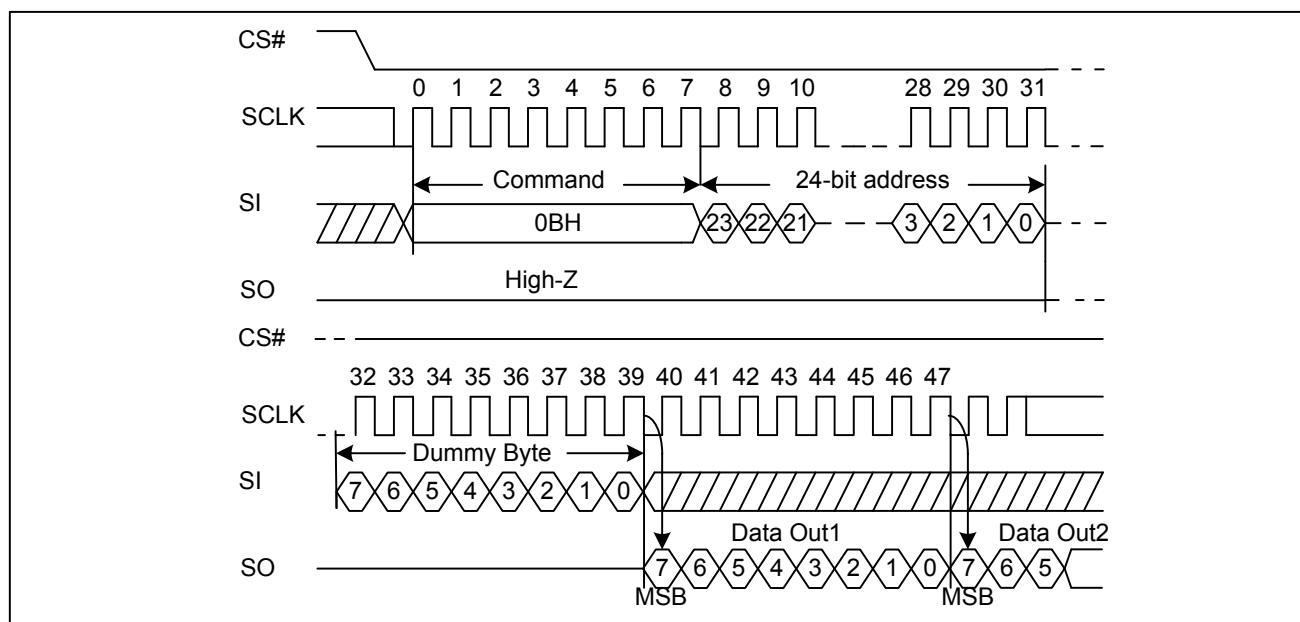 CS#
0 1 2 3 4 5 6 7 8 9 10 28 29 30 31
SCLK
Command 24-bit address
SI
0BH 23 22 21 3 2 1 0
High-Z
SO
CS#
32 33 34 35 36 37 38 39 40 41 42 43 44 45 46 47
SCLK
Dummy Byte
SI
7 6 5 4 3 2 1 0
Data Out1 Data Out2
SO
7 6 5 4 3 2 1 0 7 6 5
MSB MSB